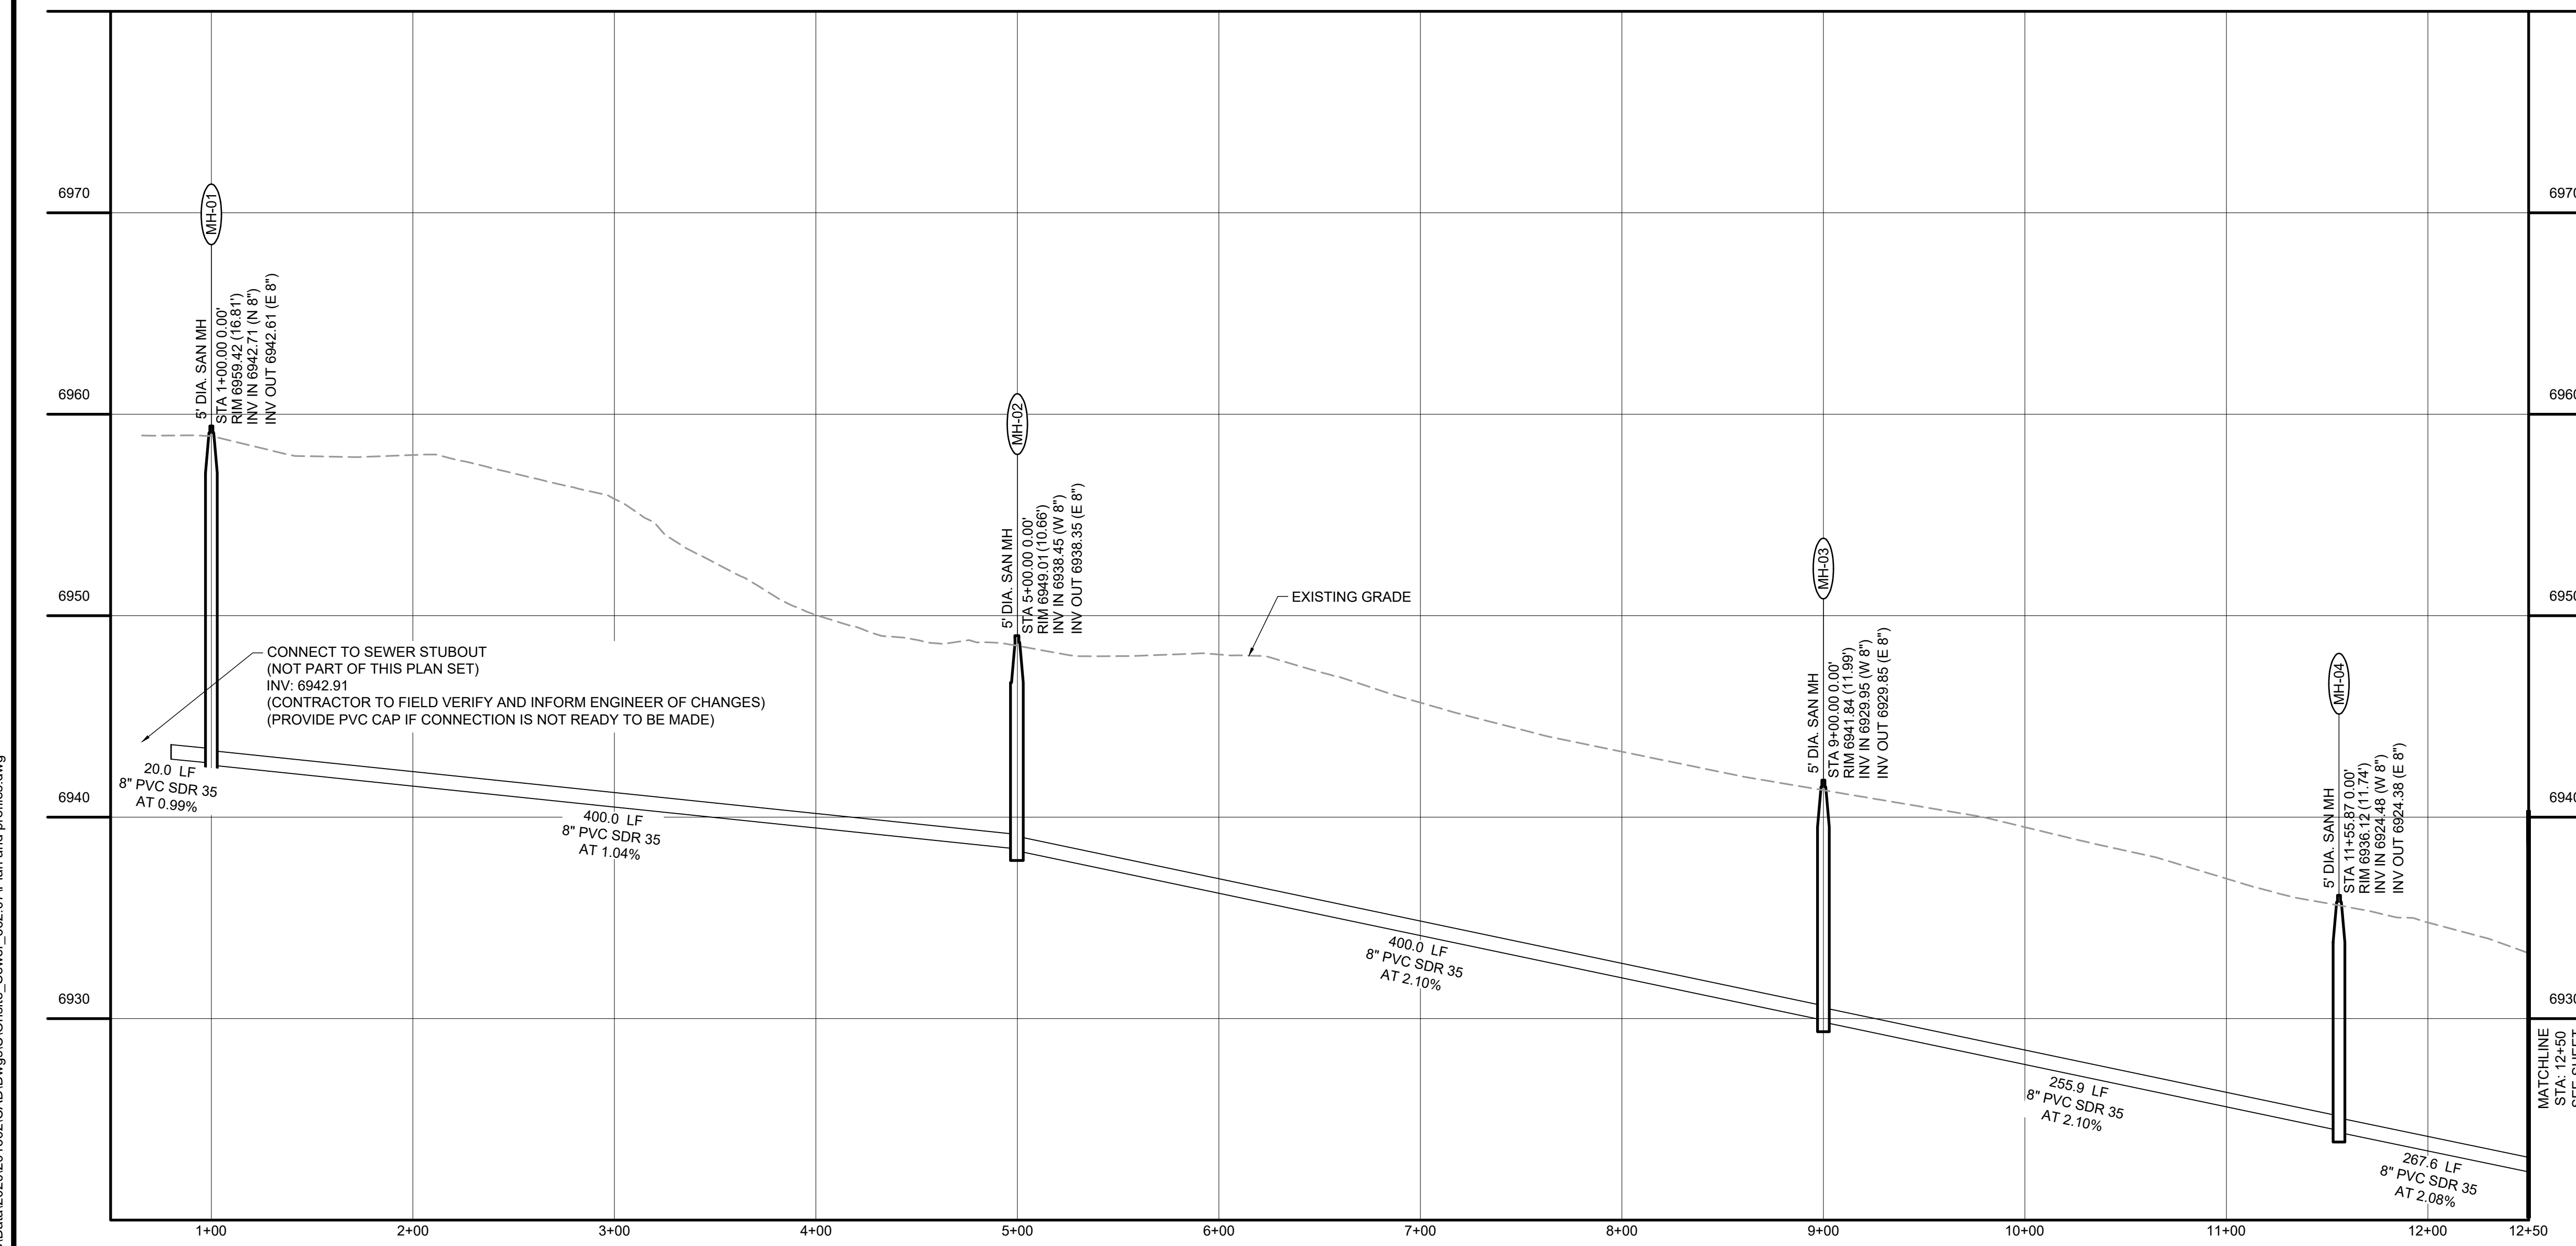 6970
6960
6950
6940
6930
MH-01
5' DIA. SAN MH
STA 1+00.00 0.00'
RIM 6959.42 (16.81')
INV IN 6942.71 (N 8")
INV OUT 6942.61 (E 8")
CONNECT TO SEWER STUBOUT
(NOT PART OF THIS PLAN SET)
INV: 6942.91
(CONTRACTOR TO FIELD VERIFY AND INFORM ENGINEER OF CHANGES)
(PROVIDE PVC CAP IF CONNECTION IS NOT READY TO BE MADE)
20.0 LF
8" PVC SDR 35
AT 0.99%
400.0 LF
8" PVC SDR 35
AT 1.04%
MH-02
5' DIA. SAN MH
STA 5+00.00 0.00'
RIM 6949.01 (10.66')
INV IN 6938.45 (W 8")
INV OUT 6938.35 (E 8")
EXISTING GRADE
400.0 LF
8" PVC SDR 35
AT 2.10%
MH-03
5' DIA. SAN MH
STA 9+00.00 0.00'
RIM 6941.84 (11.99')
INV IN 6929.95 (W 8")
INV OUT 6929.85 (E 8")
255.9 LF
8" PVC SDR 35
AT 2.10%
MH-04
5' DIA. SAN MH
STA 11+55.87 0.00'
RIM 6936.12 (11.74')
INV IN 6924.48 (W 8")
INV OUT 6924.38 (E 8")
267.6 LF
8" PVC SDR 35
AT 2.08%
6970
6960
6950
6940
6930
MATCHLINE
STA: 12+50
SEE SHEET
1+00
2+00
3+00
4+00
5+00
6+00
7+00
8+00
9+00
10+00
11+00
12+00
12+50